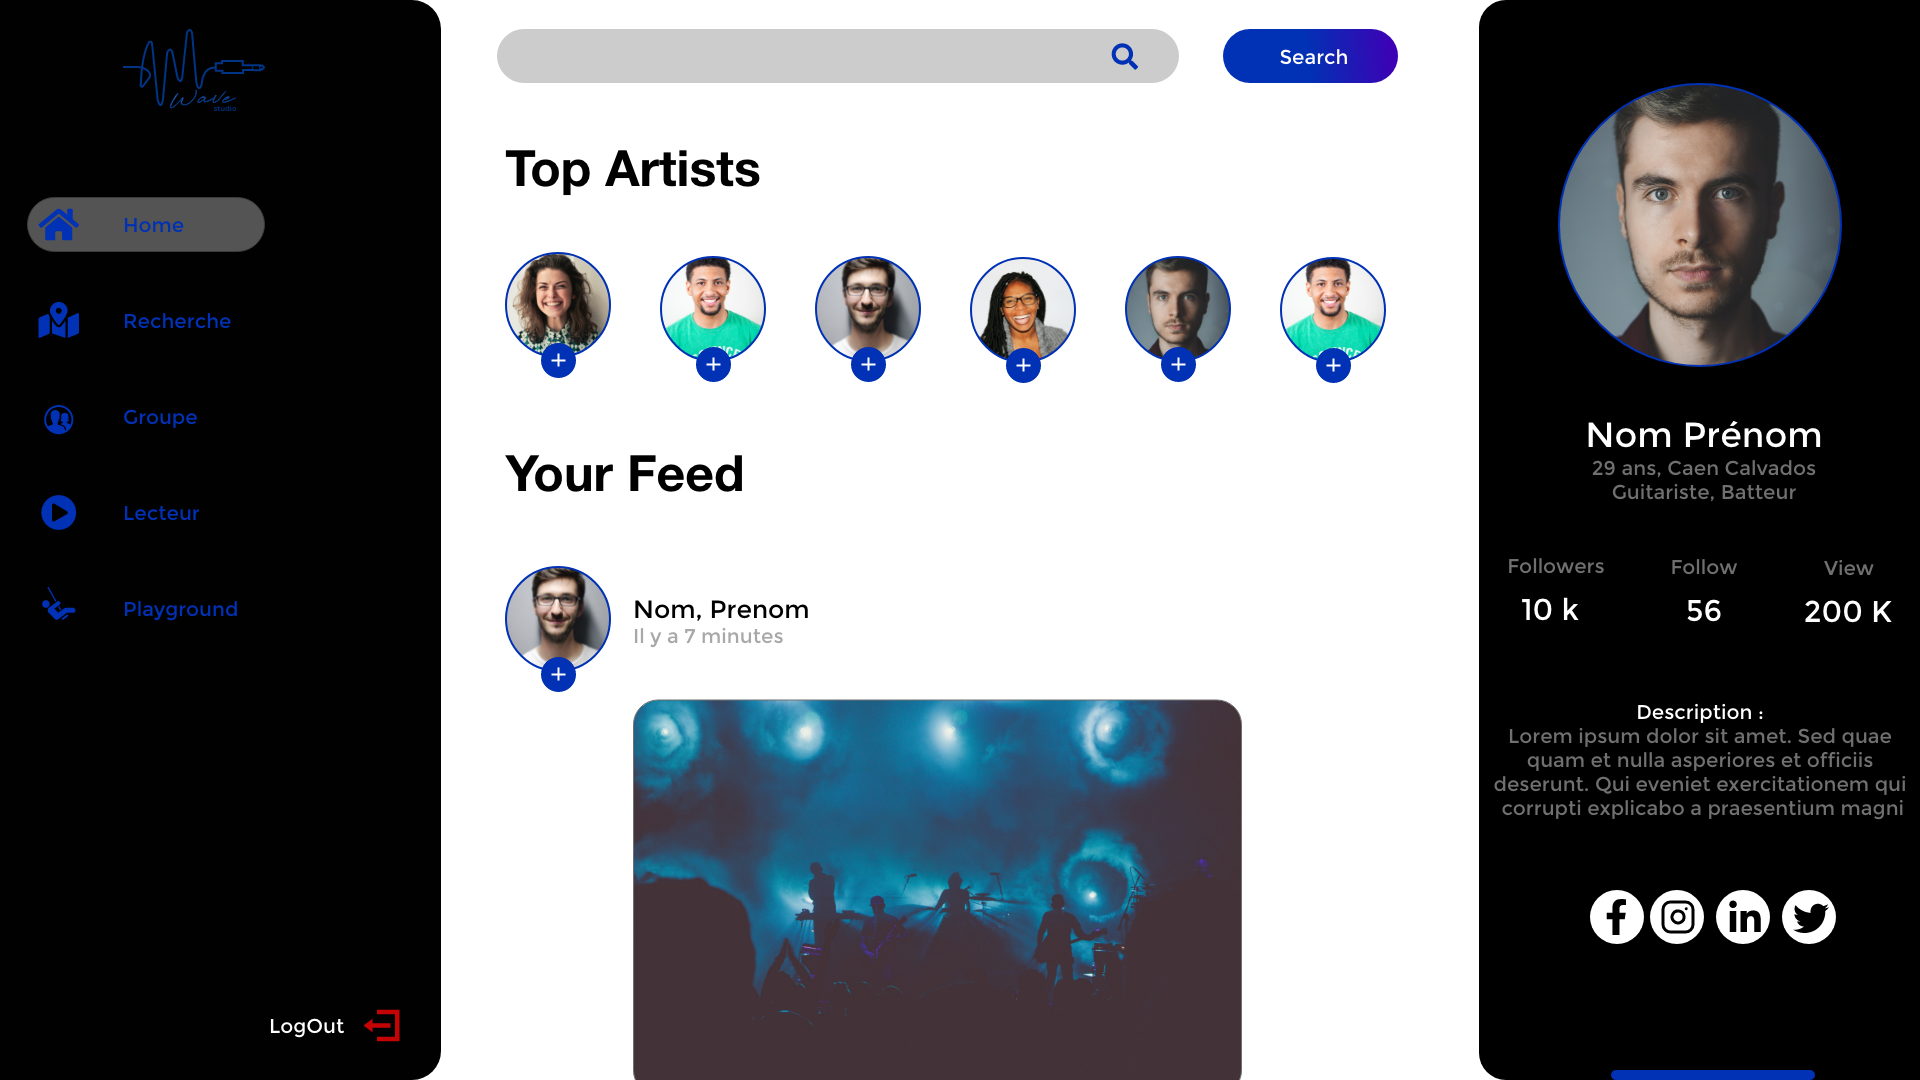 Wave
studio
Home
Recherche
Groupe
Lecteur
Playground
LogOut
Search
Top Artists
Your Feed
Nom, Prenom
Il y a 7 minutes
Nom Prénom
29 ans, Caen Calvados
Guitariste, Batteur
Followers Follow View
10 k 56 200 K
Description :
Lorem ipsum dolor sit amet. Sed quae
quam et nulla asperiores et officiis
deserunt. Qui eveniet exercitationem qui
corrupti explicabo a praesentium magni